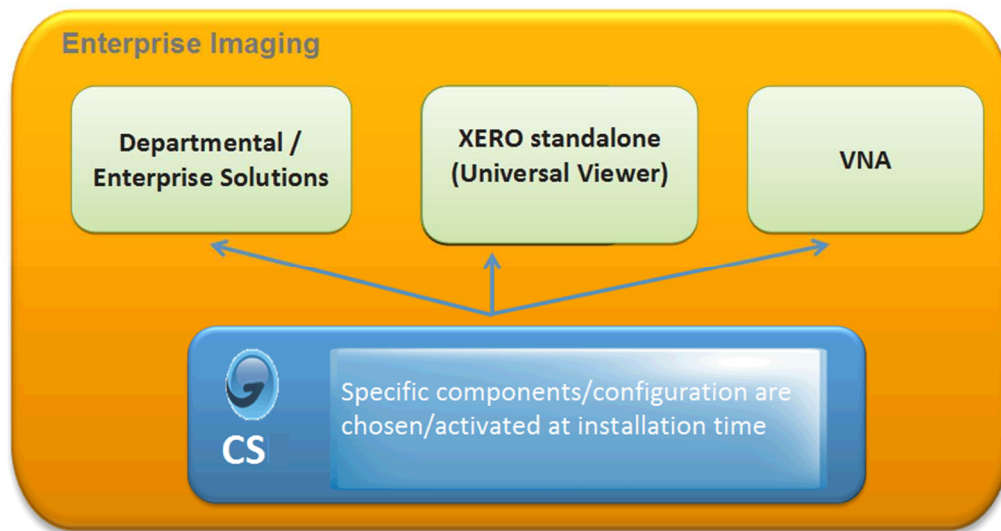 Enterprise Imaging
Departmental /
Enterprise Solutions
XERO standalone
(Universal Viewer)
VNA
CS
Specific components/configuration are
chosen/activated at installation time